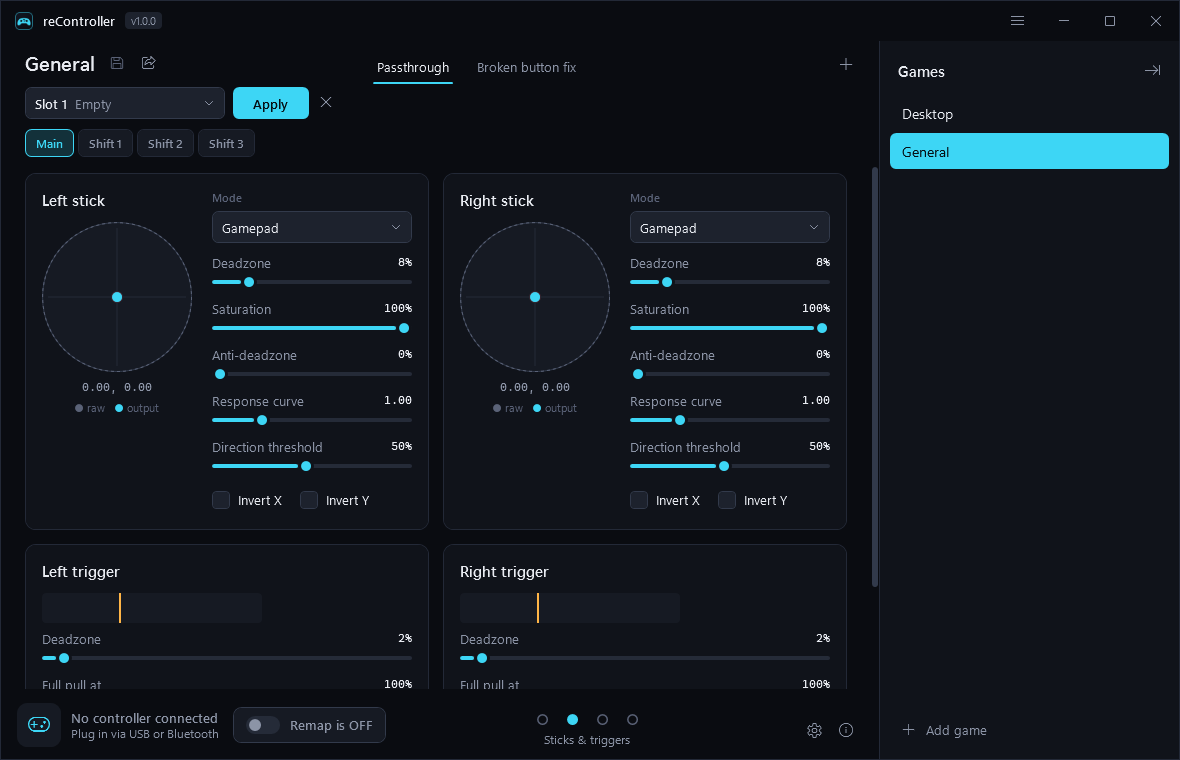 reController v1.0.0
General
Passthrough Broken button fix
Slot 1 Empty Apply
Main Shift 1 Shift 2 Shift 3
Left stick
Mode
Gamepad
Deadzone 8%
Saturation 100%
Anti-deadzone 0%
Response curve 1.00
Direction threshold 50%
Invert X Invert Y
0.00, 0.00
raw output
Right stick
Mode
Gamepad
Deadzone 8%
Saturation 100%
Anti-deadzone 0%
Response curve 1.00
Direction threshold 50%
Invert X Invert Y
0.00, 0.00
raw output
Left trigger
Deadzone 2%
Full pull at 100%
Right trigger
Deadzone 2%
Full pull at 100%
No controller connected
Plug in via USB or Bluetooth
Remap is OFF
Sticks & triggers
Games
Desktop
General
Add game